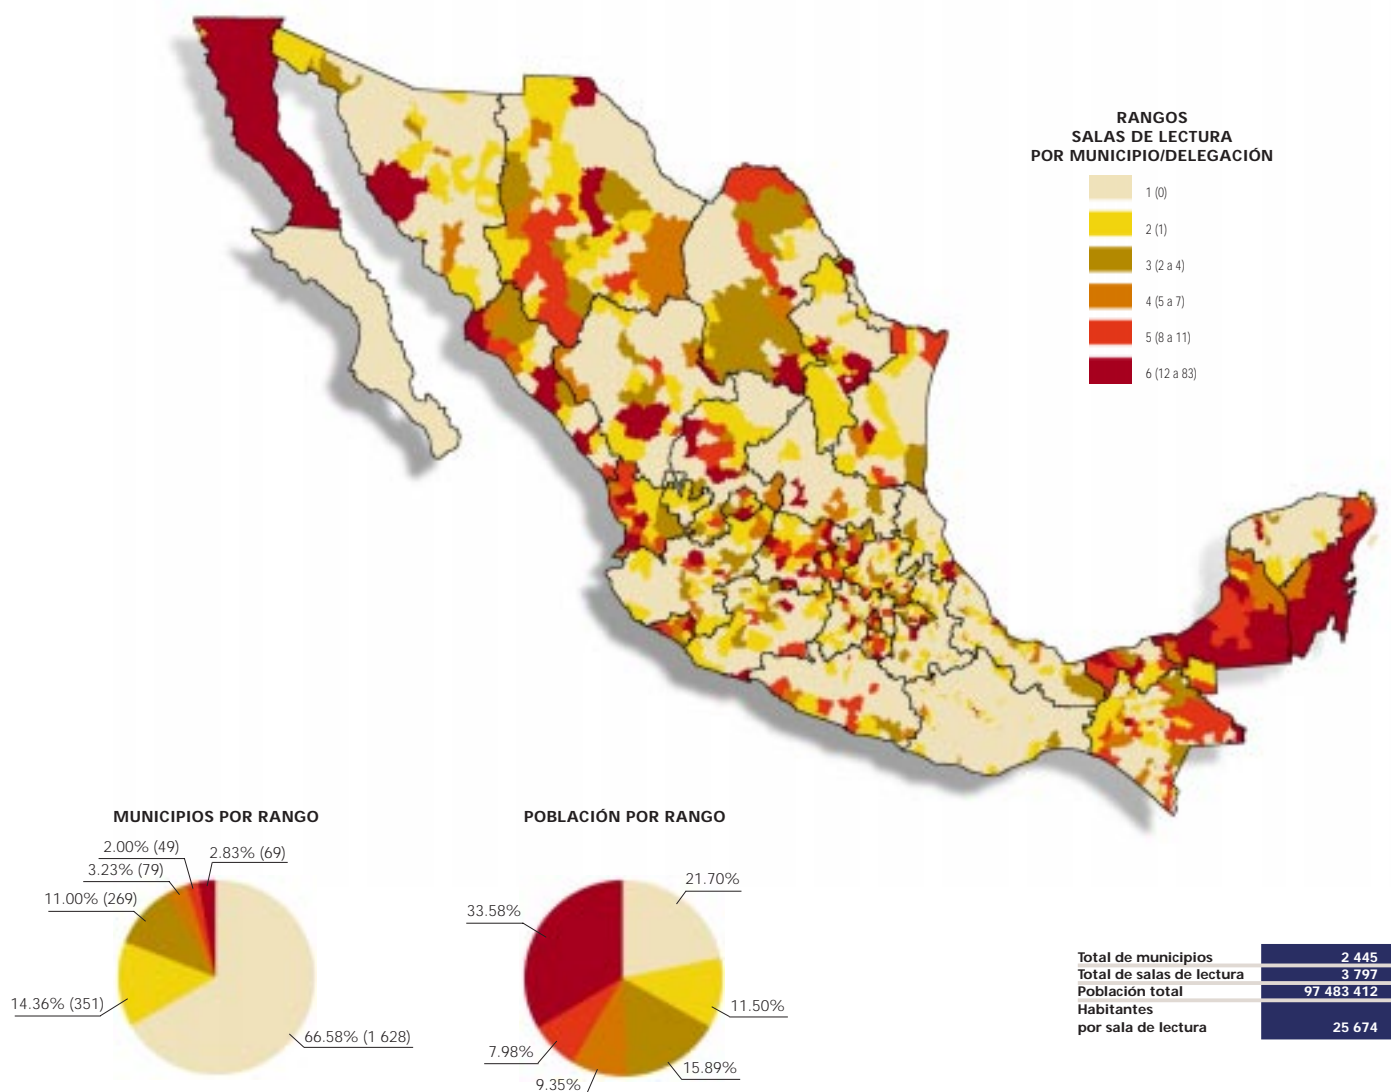 RANGOS
SALAS DE LECTURA
POR MUNICIPIO/DELEGACIÓN
1 (0)
2 (1)
3 (2 a 4)
4 (5 a 7)
5 (8 a 11)
6 (12 a 83)
MUNICIPIOS POR RANGO
2.00% (49)
2.83% (69)
3.23% (79)
11.00% (269)
14.36% (351)
66.58% (1 628)
POBLACIÓN POR RANGO
21.70%
33.58%
11.50%
7.98%
15.89%
9.35%
Total de municipios 2 445
Total de salas de lectura 3 797
Población total 97 483 412
Habitantes
por sala de lectura 25 674